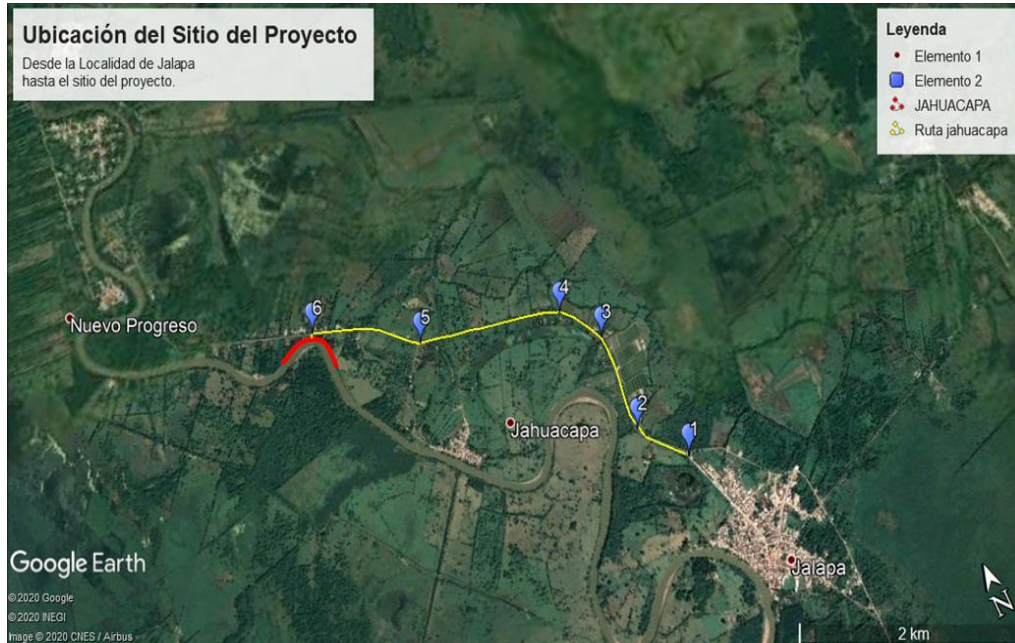 Ubicación del Sitio del Proyecto
Desde la Localidad de Jalapa
hasta el sitio del proyecto.
Leyenda
Elemento 1
Elemento 2
JAHUACAPA
Ruta jahuacapa
4
6
5
3
Nuevo Progreso
2
1
Jahuacapa
Jalapa
Google Earth
© 2020 Google
© 2020 INEGI
Image © 2020 CNES / Airbus
N
2 km